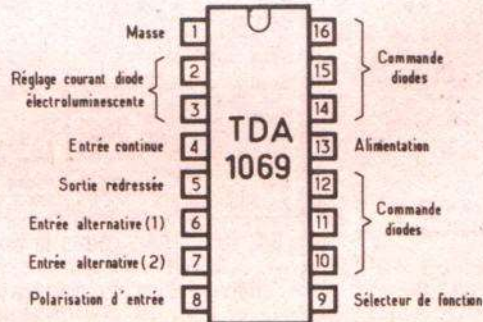 Masse 1
Réglage courant diode
électroluminescente
2
3
Entrée continue 4
Sortie redressée 5
Entrée alternative (1) 6
Entrée alternative (2) 7
Polarisation d'entrée 8
TDA
1069
16
15
14
Commande
diodes
13 Alimentation
12
11
10
Commande
diodes
9 Sélecteur de fonction